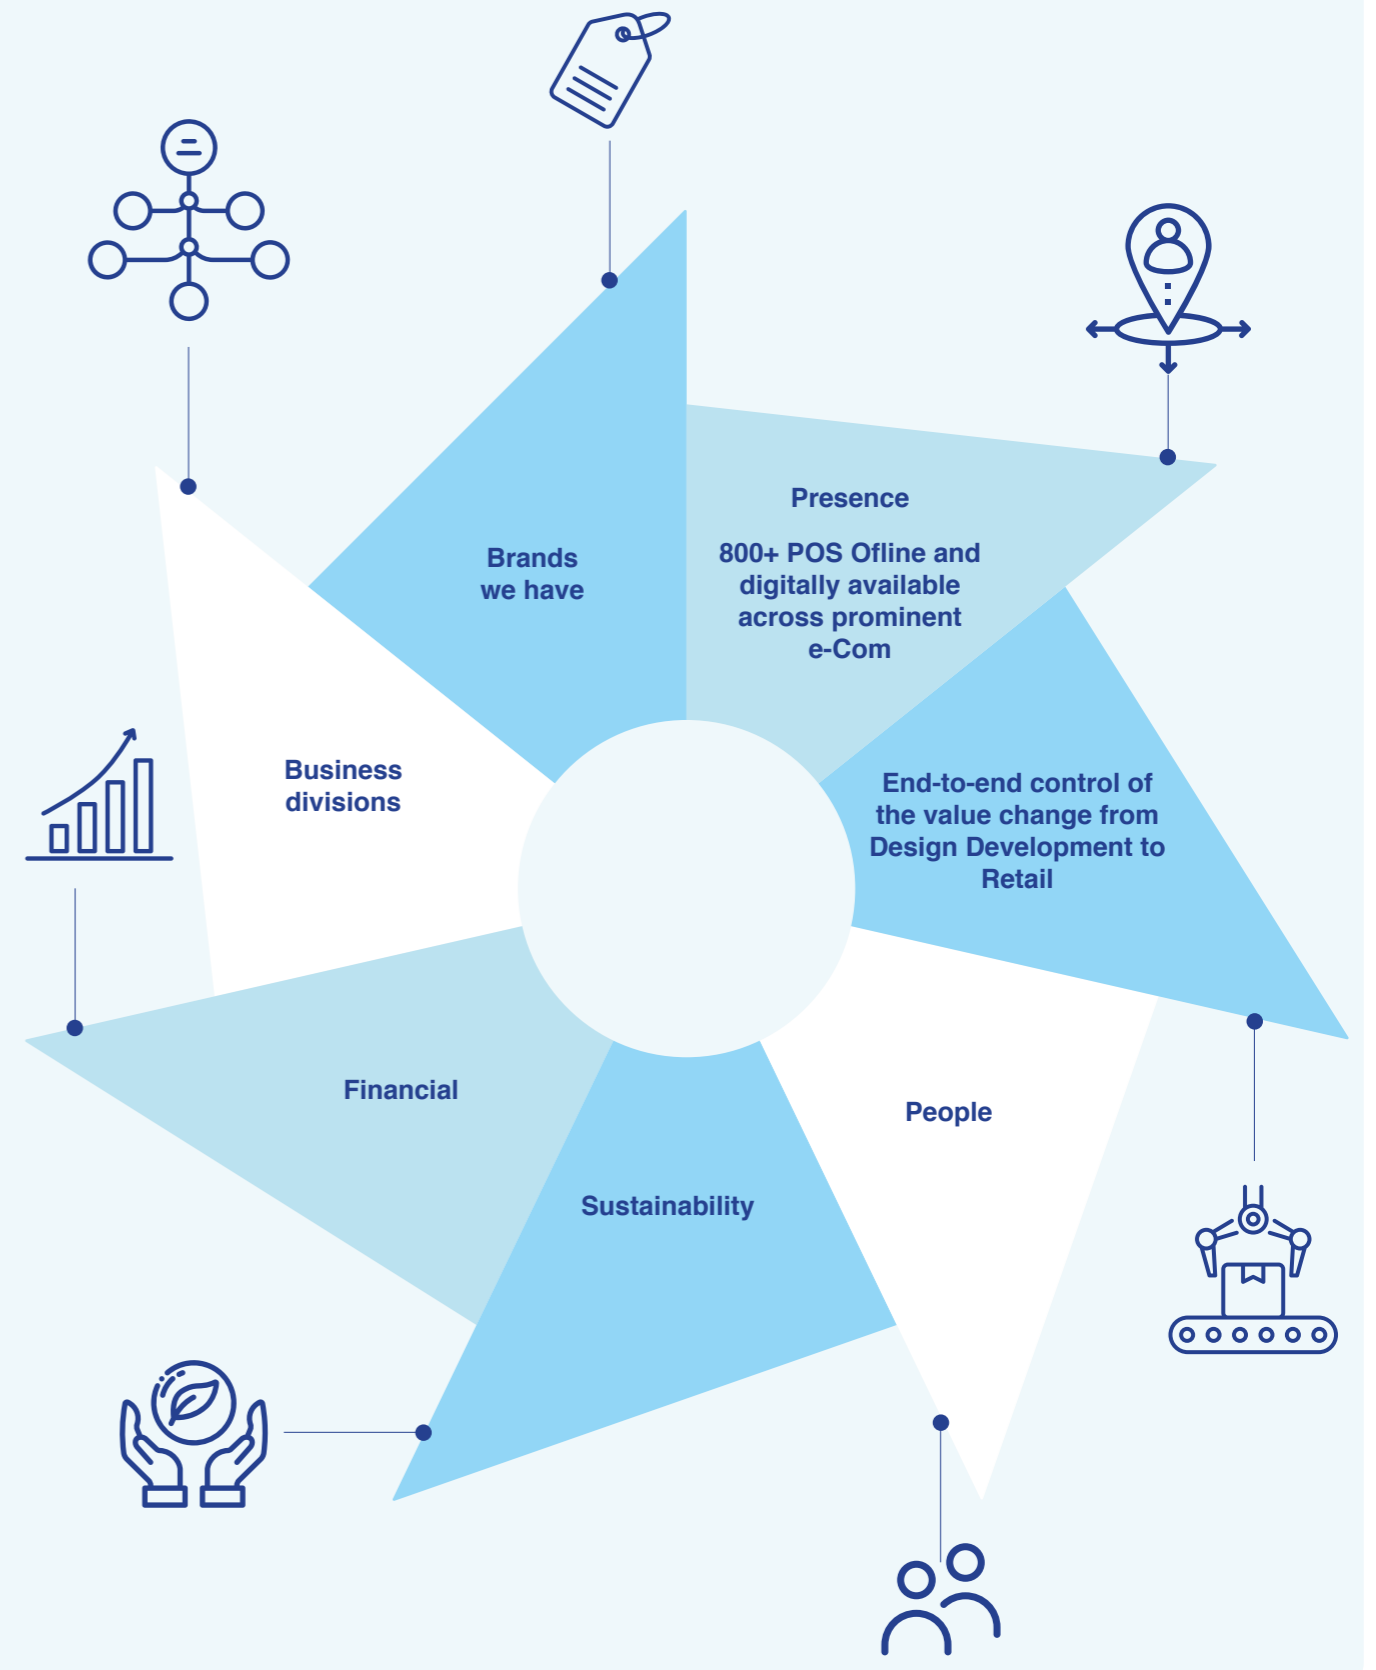 Brands
we have
Presence
800+ POS Ofline and
digitally available
across prominent
e-Com
End-to-end control of
the value change from
Design Development to
Retail
People
Sustainability
Financial
Business
divisions